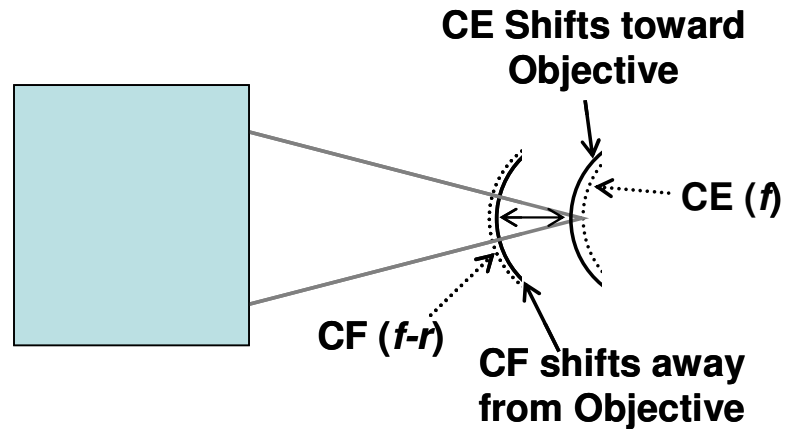 CE Shifts toward
Objective
CE (f)
CF (f-r)
CF shifts away
from Objective